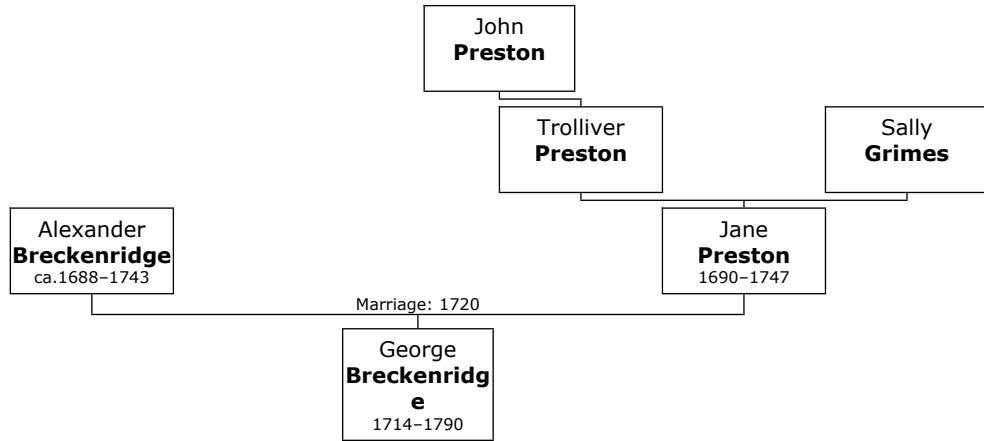 John
Preston
Trolliver
Preston
Sally
Grimes
Alexander
Breckenridge
ca.1688–1743
Jane
Preston
1690–1747
Marriage: 1720
George
Breckenridg
e
1714–1790